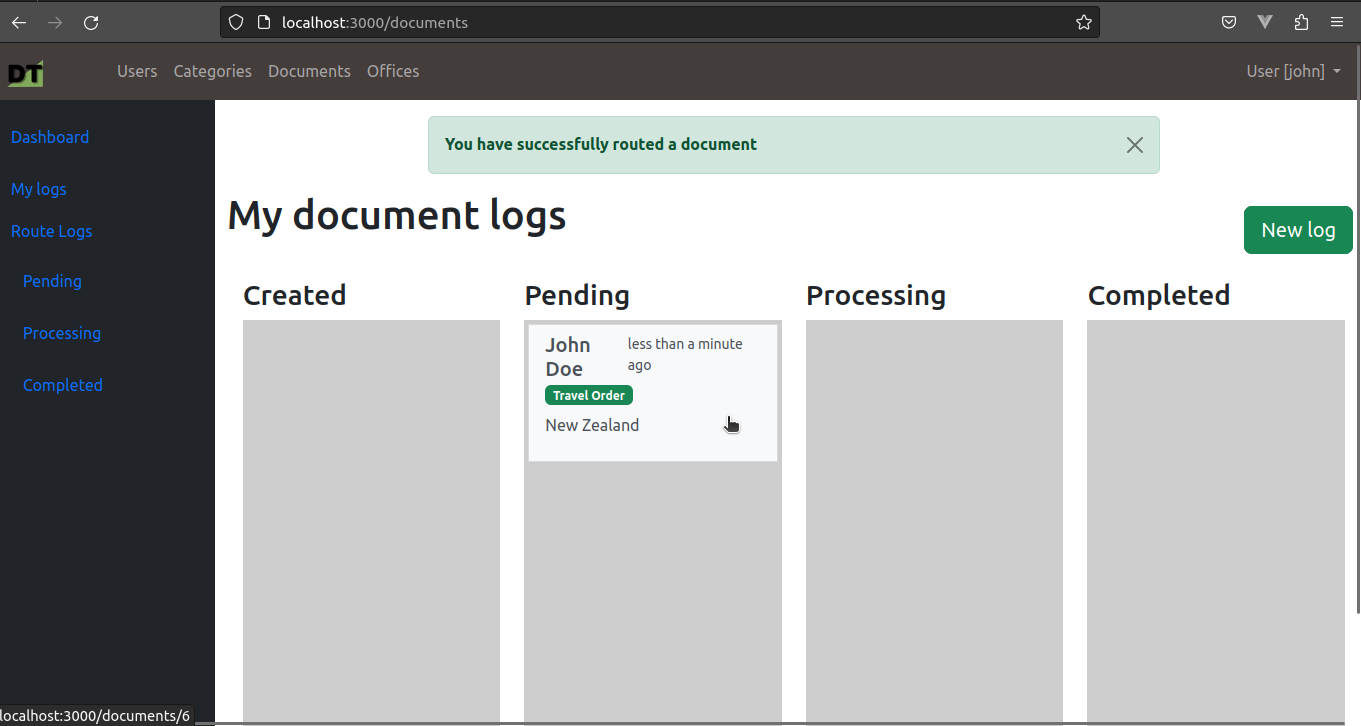 localhost:3000/documents
DT
Users Categories Documents Offices
User [john]
Dashboard
My logs
Route Logs
Pending
Processing
Completed
You have successfully routed a document
My document logs
New log
Created
Pending
Processing
Completed
John
Doe
less than a minute
ago
Travel Order
New Zealand
localhost:3000/documents/6